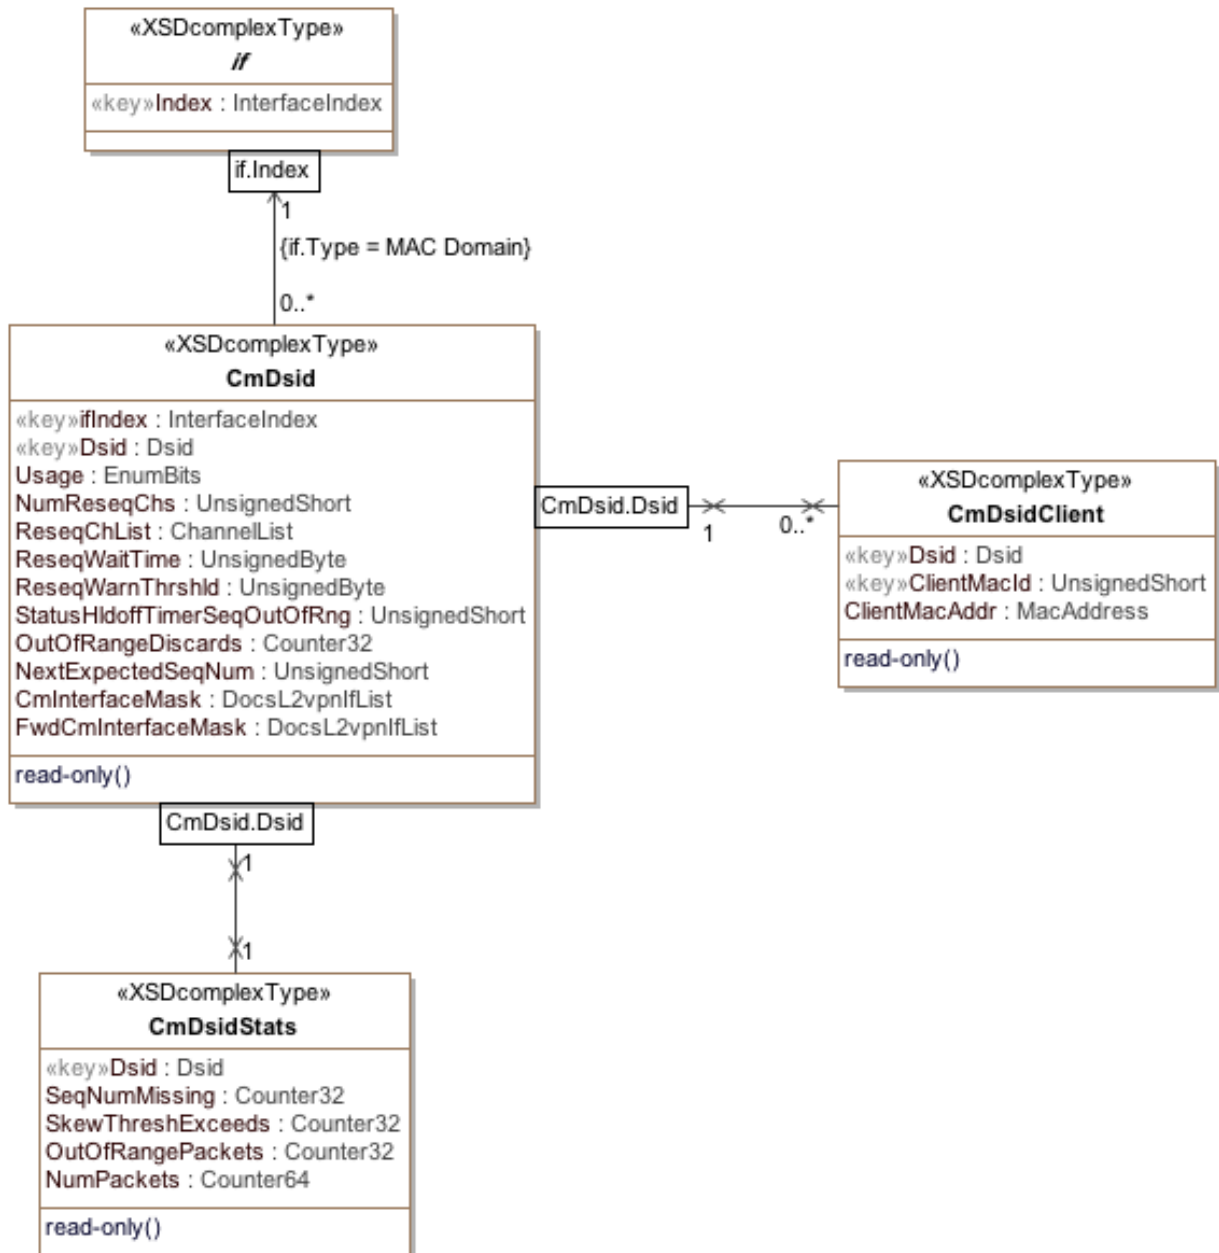 «XSDcomplexType»
if
«key»Index : InterfaceIndex
if.Index
1
{if.Type = MAC Domain}
0..*
«XSDcomplexType»
CmDsid
«key»ifIndex : InterfaceIndex
«key»Dsid : Dsid
Usage : EnumBits
NumReseqChs : UnsignedShort
ReseqChList : ChannelList
ReseqWaitTime : UnsignedByte
ReseqWarnThrshld : UnsignedByte
StatusHldoffTimerSeqOutOfRng : UnsignedShort
OutOfRangeDiscards : Counter32
NextExpectedSeqNum : UnsignedShort
CmInterfaceMask : DocsL2vpnIfList
FwdCmInterfaceMask : DocsL2vpnIfList
read-only()
CmDsid.Dsid
1
0..*
«XSDcomplexType»
CmDsidClient
«key»Dsid : Dsid
«key»ClientMacId : UnsignedShort
ClientMacAddr : MacAddress
read-only()
CmDsid.Dsid
1
1
«XSDcomplexType»
CmDsidStats
«key»Dsid : Dsid
SeqNumMissing : Counter32
SkewThreshExceeds : Counter32
OutOfRangePackets : Counter32
NumPackets : Counter64
read-only()